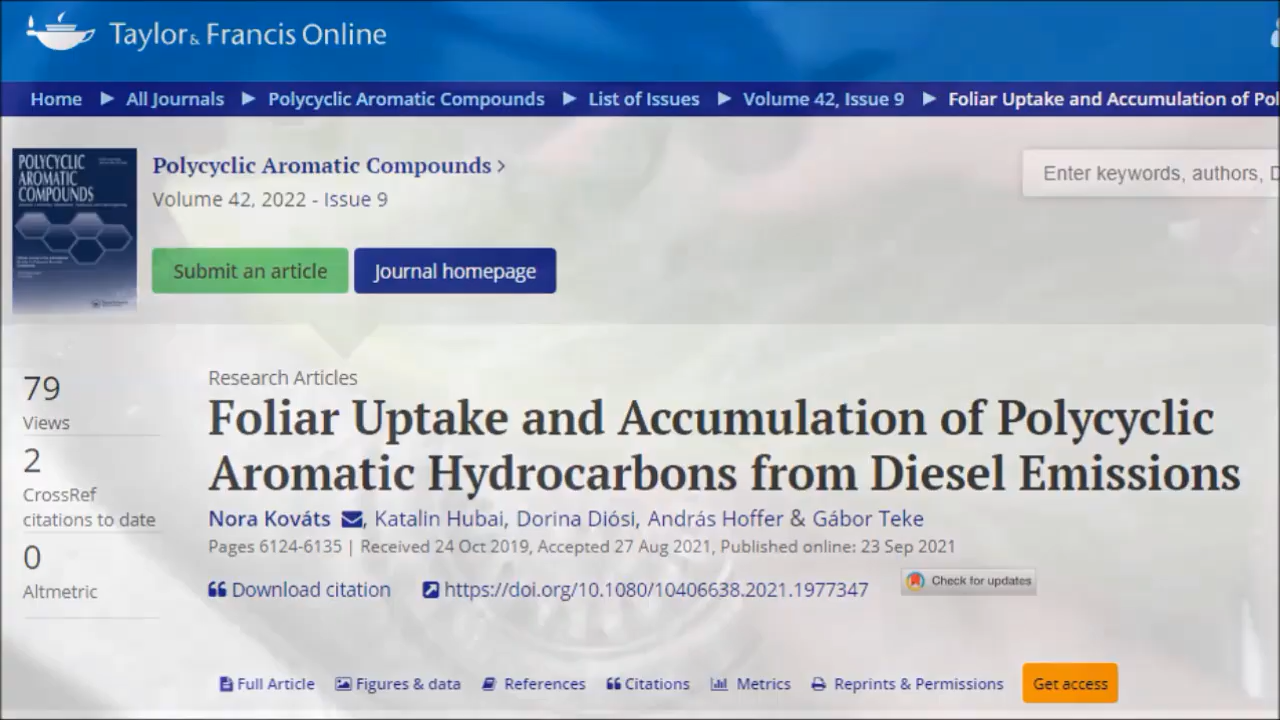 Taylor & Francis Online
Home ▶ All Journals ▶ Polycyclic Aromatic Compounds ▶ List of Issues ▶ Volume 42, Issue 9 ▶ Foliar Uptake and Accumulation of Pol
POLYCYCLIC
AROMATIC
COMPOUNDS
Polycyclic Aromatic Compounds >
Volume 42, 2022 - Issue 9
Enter keywords, authors, D
Submit an article
Journal homepage
79
Views
2
CrossRef
citations to date
0
Altmetric
Research Articles
Foliar Uptake and Accumulation of Polycyclic
Aromatic Hydrocarbons from Diesel Emissions
Nora Kováts, Katalin Hubai, Dorina Diósi, András Hoffer & Gábor Teke
Pages 6124-6135 | Received 24 Oct 2019, Accepted 27 Aug 2021, Published online: 23 Sep 2021
Download citation https://doi.org/10.1080/10406638.2021.1977347 Check for updates
Full Article Figures & data References Citations Metrics Reprints & Permissions Get access